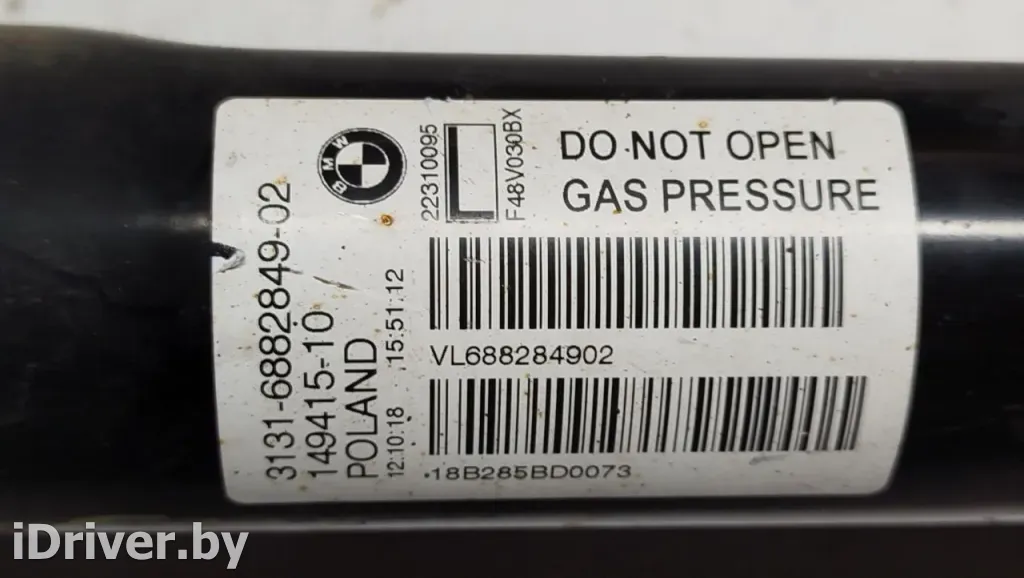 3131-6882849-02
149415-10
POLAND
12:10:18 15:51:12
BMW
22310095
F48V030BX
DO NOT OPEN
GAS PRESSURE
VL688284902
18B285BD0073
iDriver.by